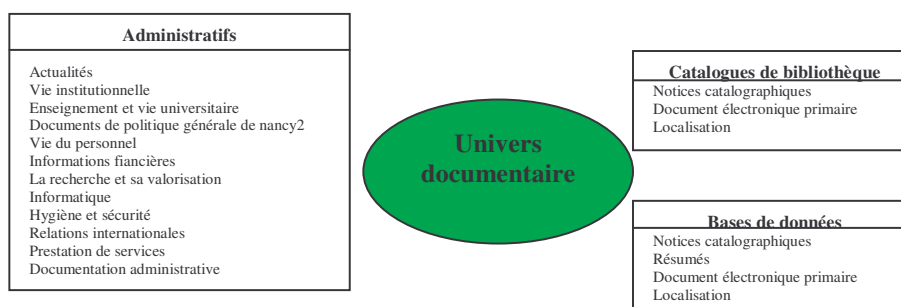 Administratifs
Actualités
Vie institutionnelle
Enseignement et vie universitaire
Documents de politique générale de nancy2
Vie du personnel
Informations financières
La recherche et sa valorisation
Informatique
Hygiène et sécurité
Relations internationales
Prestation de services
Documentation administrative
Univers
documentaire
Catalogues de bibliothèque
Notices catalographiques
Document électronique primaire
Localisation
Bases de données
Notices catalographiques
Résumés
Document électronique primaire
Localisation